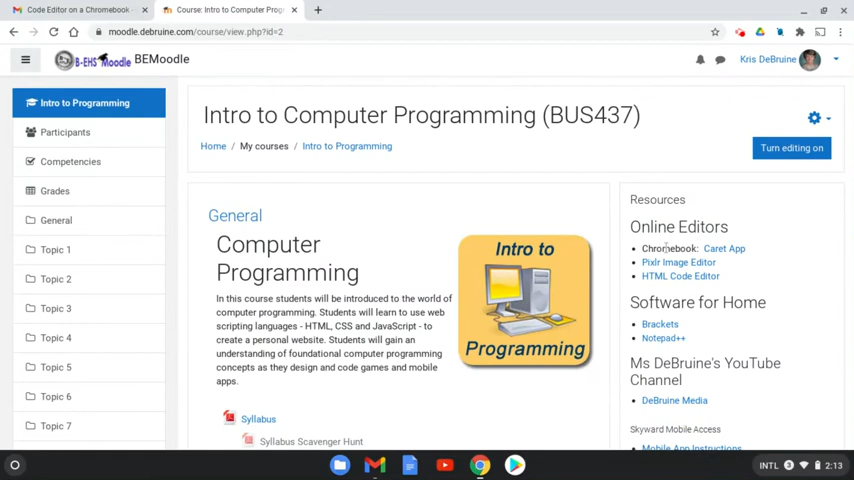 Code Editor on a Chromebook -
Course: Intro to Computer Progr
moodle.debruine.com/course/view.php?id=2
B-EHS Moodle BEMoodle
Kris DeBruine
Intro to Programming
Participants
Competencies
Grades
General
Topic 1
Topic 2
Topic 3
Topic 4
Topic 5
Topic 6
Topic 7
Intro to Computer Programming (BUS437)
Home / My courses / Intro to Programming
Turn editing on
General
Computer
Programming
In this course students will be introduced to the world of
computer programming. Students will learn to use web
scripting languages - HTML, CSS and JavaScript - to
create a personal website. Students will gain an
understanding of foundational computer programming
concepts as they design and code games and mobile
apps.
Intro to
Programming
Syllabus
Syllabus Scavenger Hunt
Resources
Online Editors
Chromebook: Caret App
Pixlr Image Editor
HTML Code Editor
Software for Home
Brackets
Notepad++
Ms DeBruine's YouTube
Channel
DeBruine Media
Skyward Mobile Access
Mobile App Instructions
INTL 3 2:13